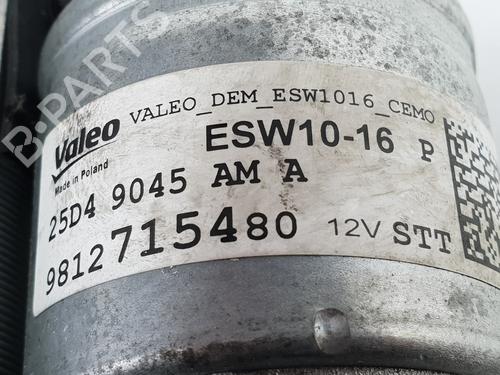 VALEO_DEM_ESW1016_CEMO
Valeo
ESW10-16 P
Made in Poland
25D4 9045 AM A
9812715480 12V STT
B-PARTS